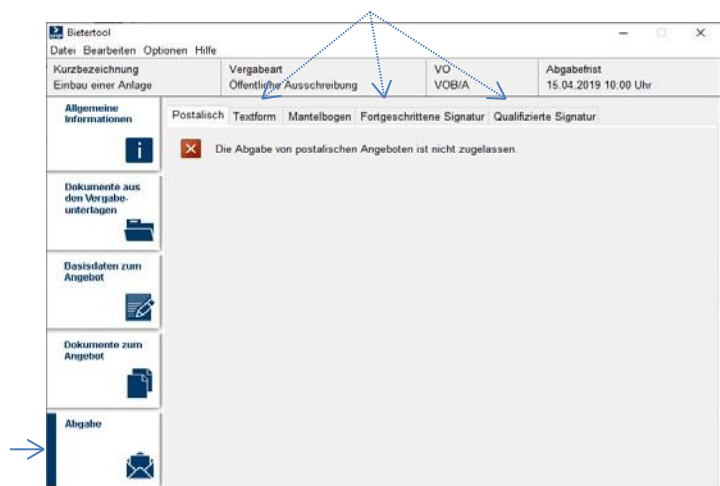 Bietertool
Datei Bearbeiten Optionen Hilfe
Kurzbezeichnung Vergabeart VO Abgabefrist
Einbau einer Anlage Öffentliche Ausschreibung VOB/A 15.04.2019 10:00 Uhr
Allgemeine
Informationen
Postalisch Textform Mantelbogen Fortgeschrittene Signatur Qualifizierte Signatur
Die Abgabe von postalischen Angeboten ist nicht zugelassen.
Dokumente aus
den Vergabe-
unterlagen
Basisdaten zum
Angebot
Dokumente zum
Angebot
Abgabe